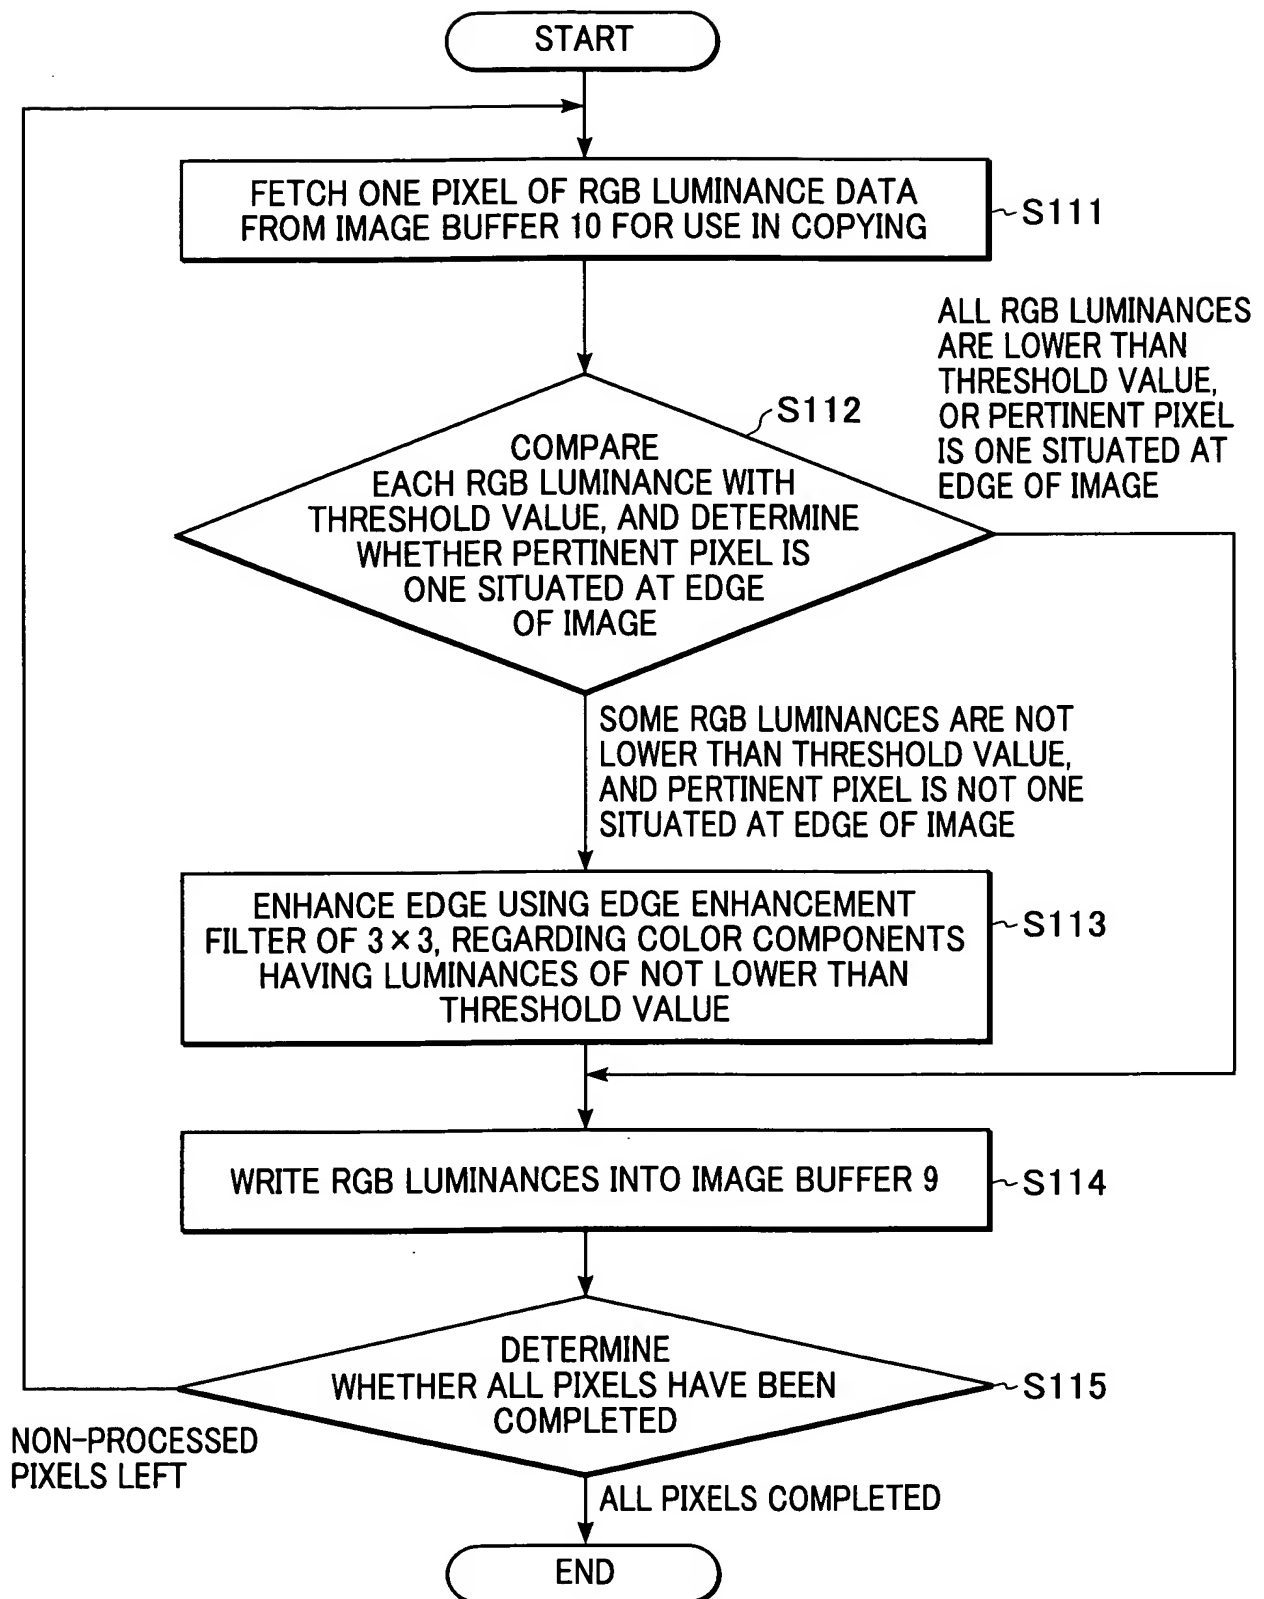 START
FETCH ONE PIXEL OF RGB LUMINANCE DATA
FROM IMAGE BUFFER 10 FOR USE IN COPYING
S111
ALL RGB LUMINANCES
ARE LOWER THAN
THRESHOLD VALUE,
OR PERTINENT PIXEL
IS ONE SITUATED AT
EDGE OF IMAGE
S112
COMPARE
EACH RGB LUMINANCE WITH
THRESHOLD VALUE, AND DETERMINE
WHETHER PERTINENT PIXEL IS
ONE SITUATED AT EDGE
OF IMAGE
SOME RGB LUMINANCES ARE NOT
LOWER THAN THRESHOLD VALUE,
AND PERTINENT PIXEL IS NOT ONE
SITUATED AT EDGE OF IMAGE
ENHANCE EDGE USING EDGE ENHANCEMENT
FILTER OF 3×3, REGARDING COLOR COMPONENTS
HAVING LUMINANCES OF NOT LOWER THAN
THRESHOLD VALUE
S113
WRITE RGB LUMINANCES INTO IMAGE BUFFER 9
S114
DETERMINE
WHETHER ALL PIXELS HAVE BEEN
COMPLETED
S115
NON-PROCESSED
PIXELS LEFT
ALL PIXELS COMPLETED
END